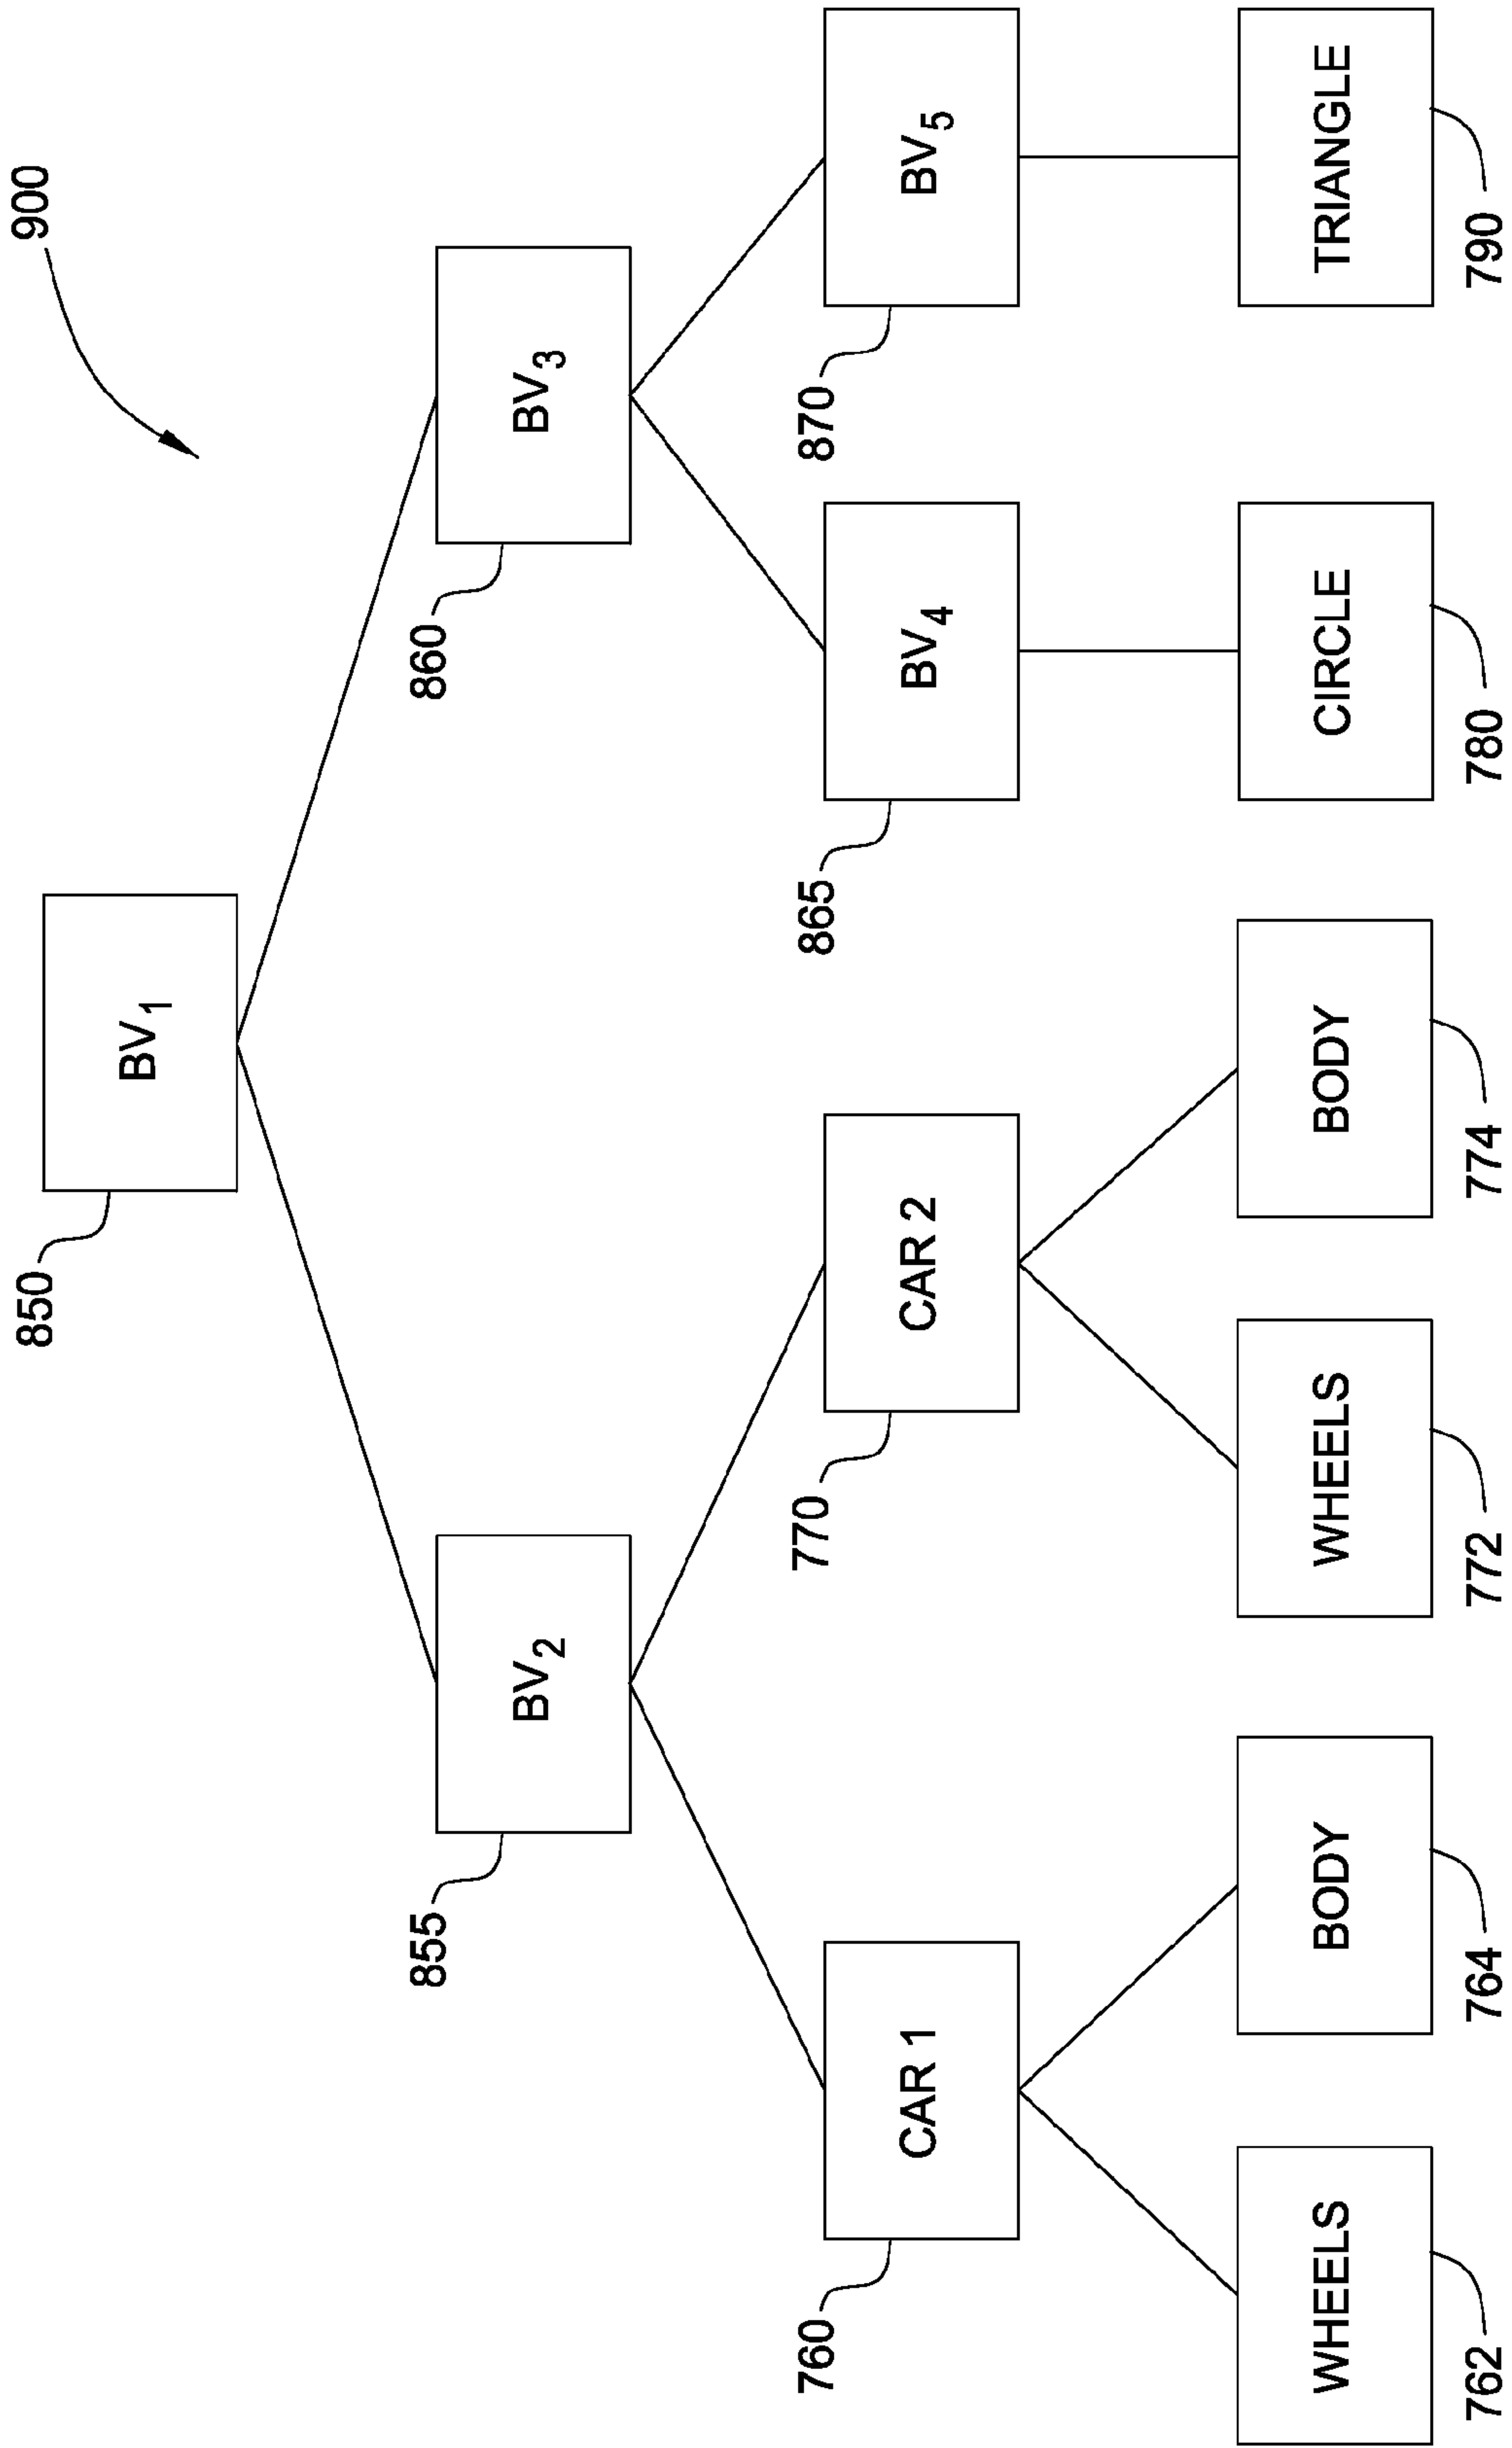 900
BV1
850
BV2
855
BV3
860
CAR 1
760
CAR 2
770
BV4
865
BV5
870
WHEELS
762
BODY
764
WHEELS
772
BODY
774
CIRCLE
780
TRIANGLE
790